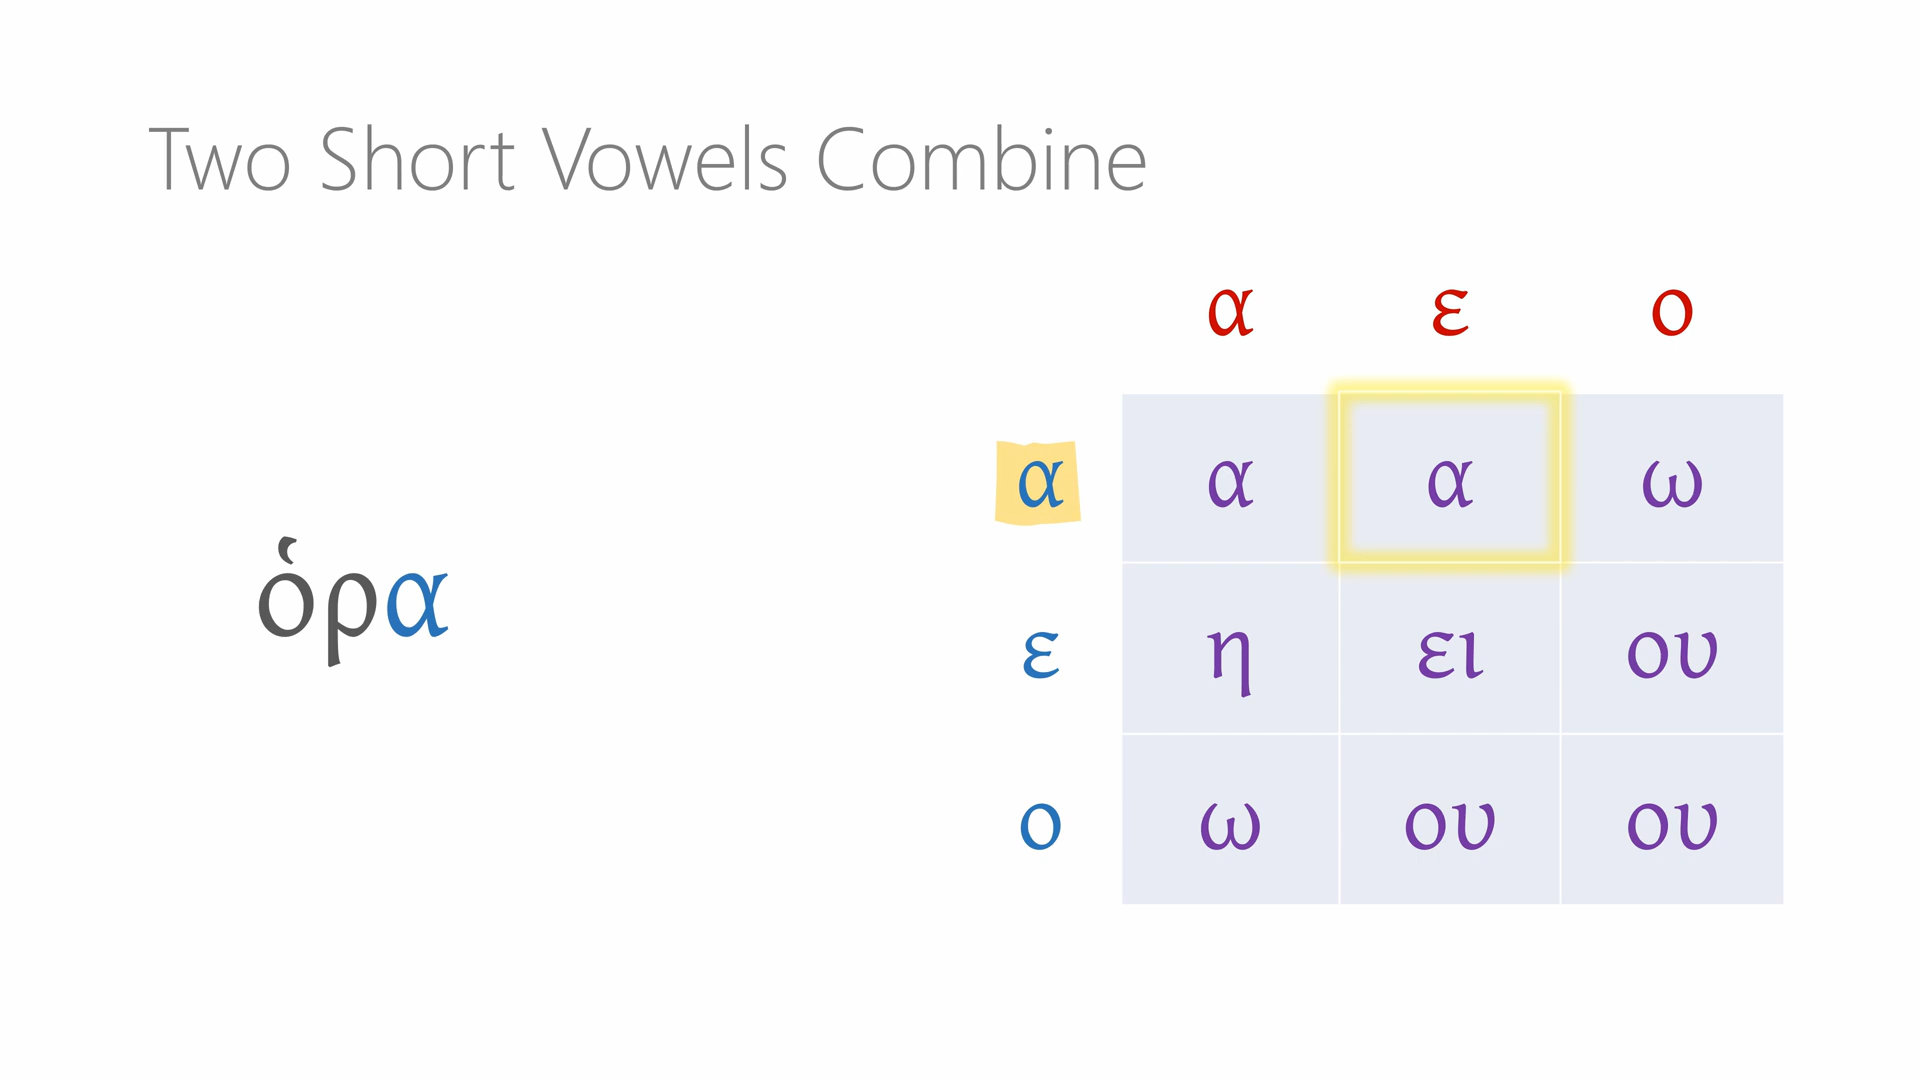 Two Short Vowels Combine
α ε ο
α α α ω
ὁρα
ε η ει ου
ο ω ου ου